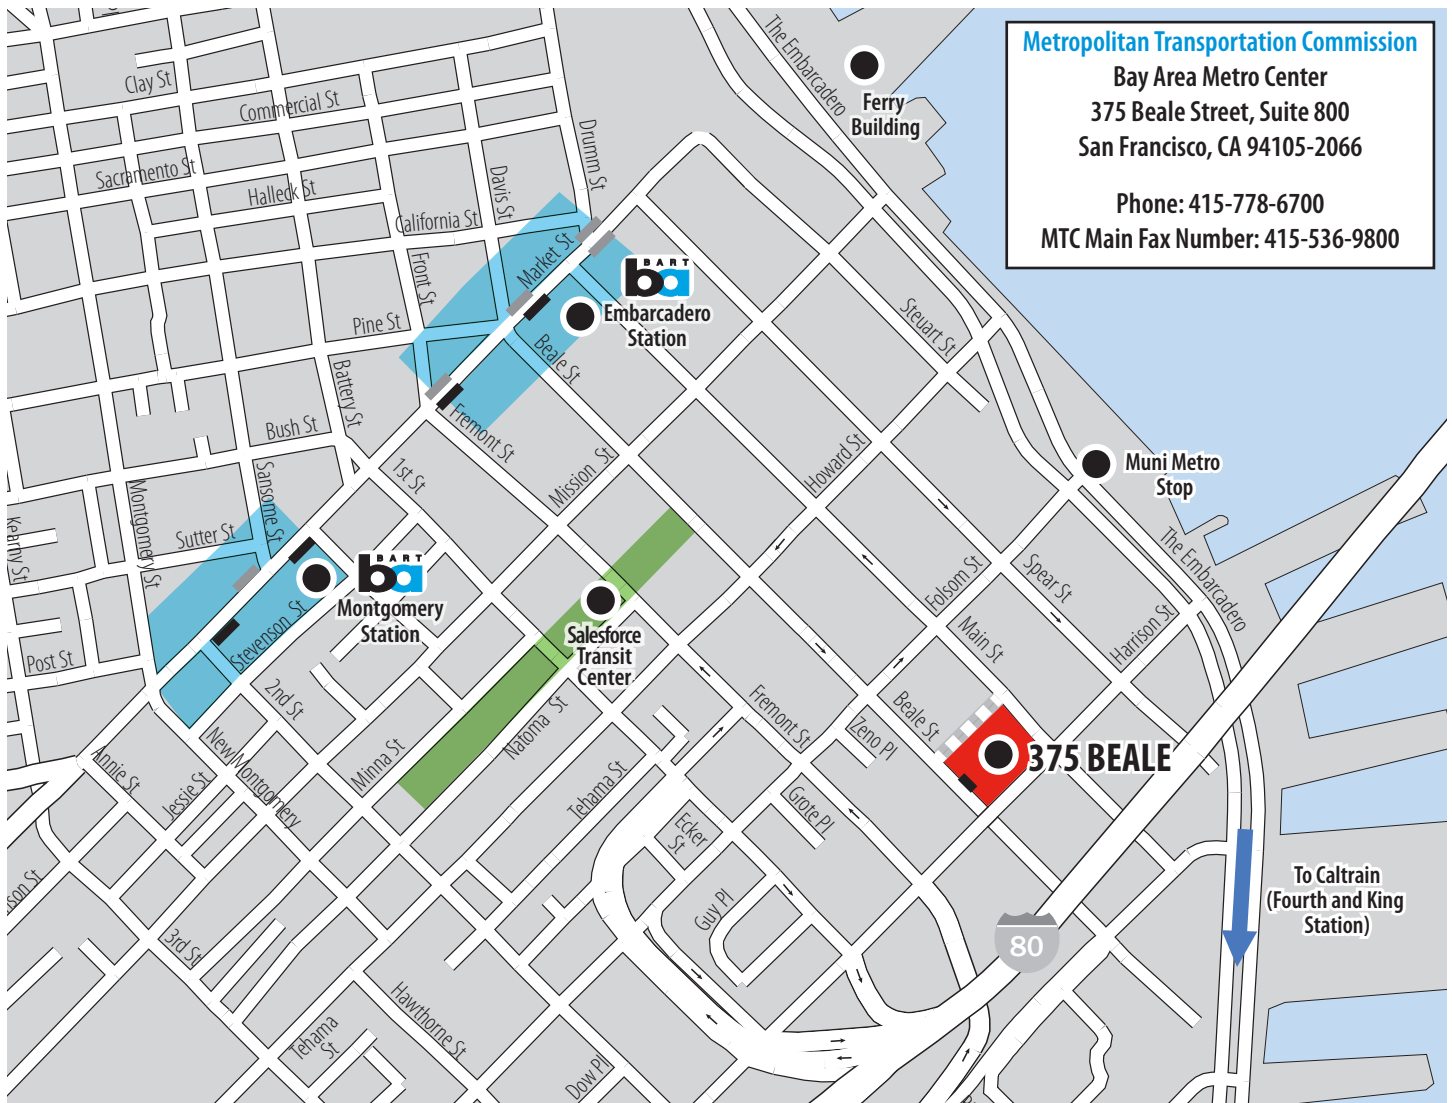 Metropolitan Transportation Commission
Bay Area Metro Center
375 Beale Street, Suite 800
San Francisco, CA 94105-2066
Phone: 415-778-6700
MTC Main Fax Number: 415-536-9800
The Embarcadero
Ferry
Building
Clay St
Commercial St
Sacramento St
Halleck St
California St
Davis St
Drumm St
Front St
Market St
Pine St
BART
ba
Embarcadero
Station
Beale St
Steuart St
Battery St
Bush St
Fremont St
1st St
Mission St
Howard St
Muni Metro
Stop
Kearny St
Montgomery St
Sansome St
Sutter St
BART
ba
Montgomery
Station
Stevenson St
Post St
Salesforce
Transit
Center
Folsom St
Spear St
The Embarcadero
Harrison St
Main St
2nd St
New Montgomery
Natoma St
Minna St
Fremont St
Beale St
Zeno Pl
375 BEALE
Annie St
Jessie St
Tehama St
Grote Pl
Ecker
St
Guy Pl
To Caltrain
(Fourth and King
Station)
80
3rd St
Hawthorne St
Tehama
St
Dow Pl